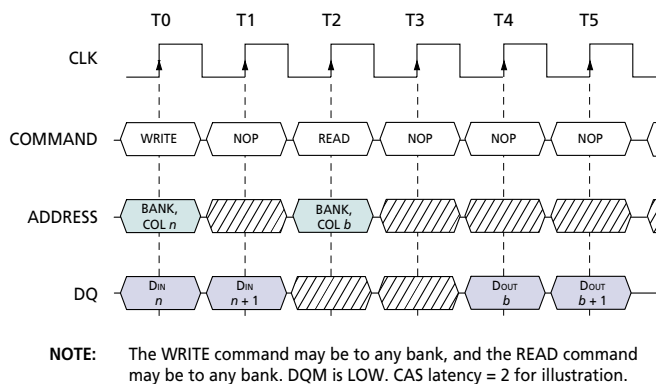 T0 T1 T2 T3 T4 T5
CLK
COMMAND WRITE NOP READ NOP NOP NOP
ADDRESS BANK, COL n BANK, COL b
DQ DIN n DIN n + 1 DOUT b DOUT b + 1
NOTE: The WRITE command may be to any bank, and the READ command
may be to any bank. DQM is LOW. CAS latency = 2 for illustration.